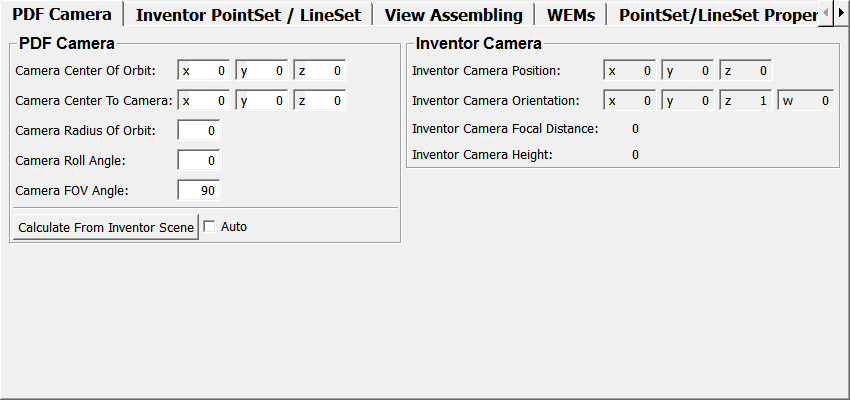 PDF Camera Inventor PointSet / LineSet View Assembling WEMs PointSet/LineSet Proper
PDF Camera
Camera Center Of Orbit: x 0 y 0 z 0
Camera Center To Camera: x 0 y 0 z 0
Camera Radius Of Orbit: 0
Camera Roll Angle: 0
Camera FOV Angle: 90
Calculate From Inventor Scene Auto
Inventor Camera
Inventor Camera Position: x 0 y 0 z 0
Inventor Camera Orientation: x 0 y 0 z 1 w 0
Inventor Camera Focal Distance: 0
Inventor Camera Height: 0